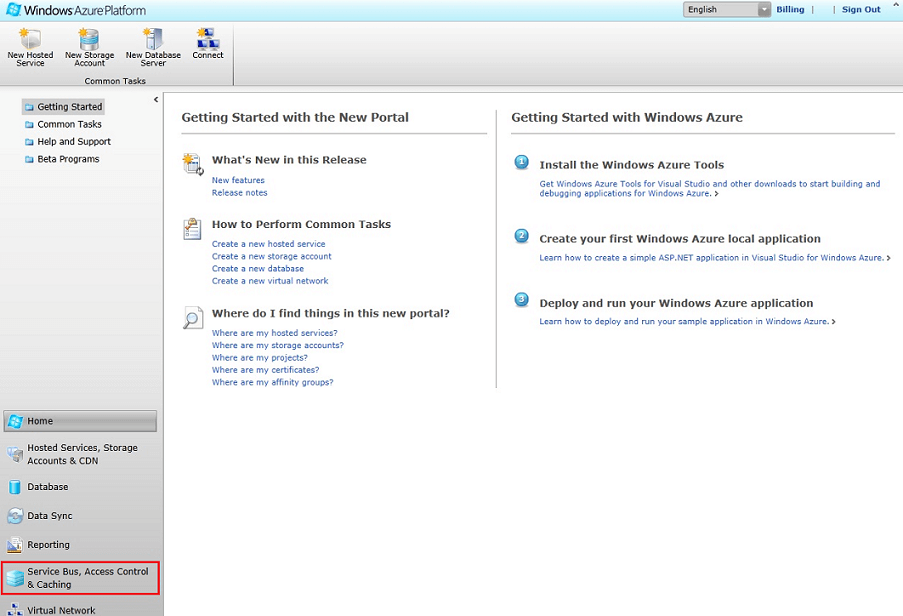 Windows Azure Platform
English
Billing |
|
Sign Out
New Hosted
Service
New Storage
Account
New Database
Server
Connect
Common Tasks
Getting Started
Common Tasks
Help and Support
Beta Programs
Getting Started with the New Portal
What's New in this Release
New features
Release notes
How to Perform Common Tasks
Create a new hosted service
Create a new storage account
Create a new database
Create a new virtual network
Where do I find things in this new portal?
Where are my hosted services?
Where are my storage accounts?
Where are my projects?
Where are my certificates?
Where are my affinity groups?
Getting Started with Windows Azure
1
Install the Windows Azure Tools
Get Windows Azure Tools for Visual Studio and other downloads to start building and
debugging applications for Windows Azure. >
2
Create your first Windows Azure local application
Learn how to create a simple ASP.NET application in Visual Studio for Windows Azure. >
3
Deploy and run your Windows Azure application
Learn how to deploy and run your sample application in Windows Azure. >
Home
Hosted Services, Storage
Accounts & CDN
Database
Data Sync
Reporting
Service Bus, Access Control
& Caching
Virtual Network